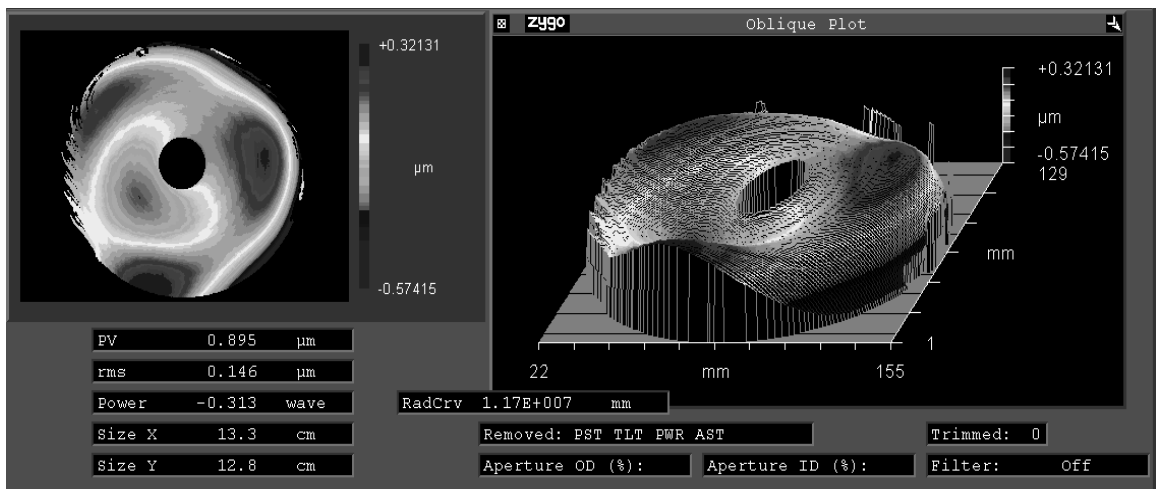 zygo Oblique Plot
+0.32131
µm
-0.57415
+0.32131
µm
-0.57415
129
mm
1
22 mm 155
PV 0.895 µm
rms 0.146 µm
Power -0.313 wave
RadCrv 1.17E+007 mm
Size X 13.3 cm
Removed: PST TLT PWR AST
Trimmed: 0
Size Y 12.8 cm
Aperture OD (%):
Aperture ID (%):
Filter: Off